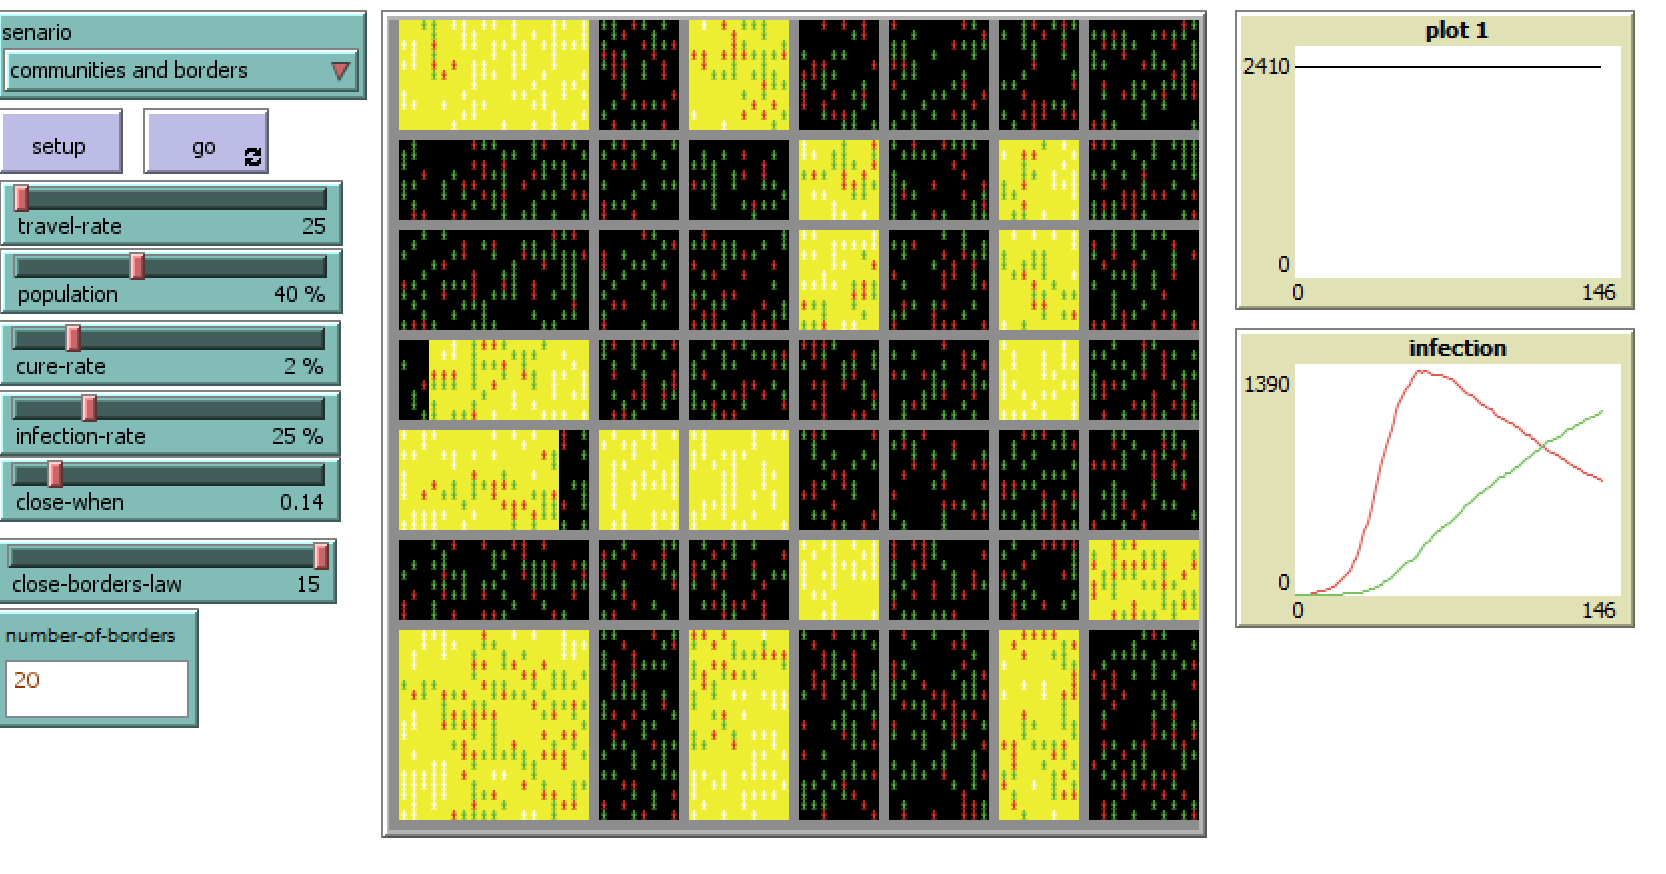 senario
communities and borders
setup
go
travel-rate 25
population 40 %
cure-rate 2 %
infection-rate 25 %
close-when 0.14
close-borders-law 15
number-of-borders
20
plot 1
2410
0
0 146
infection
1390
0
0 146